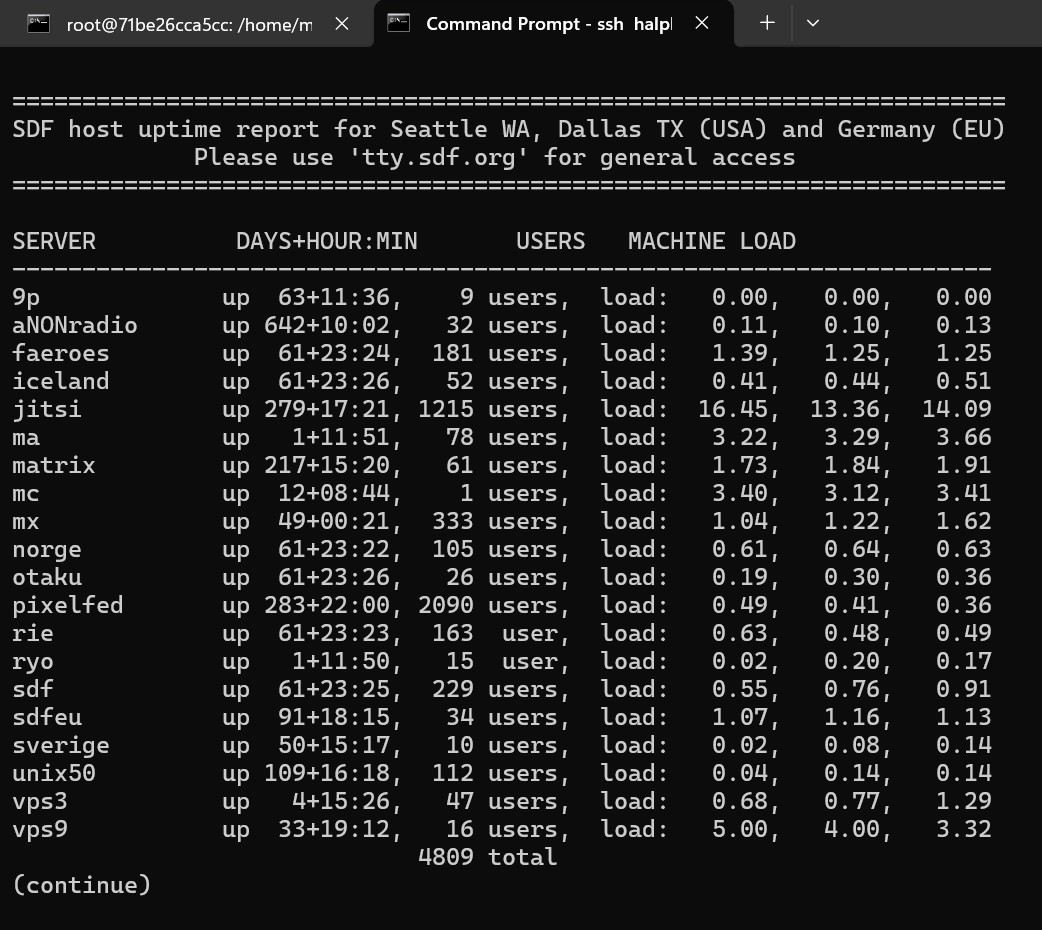 root@71be26cca5cc: /home/m
Command Prompt - ssh halp
=======================================================================
SDF host uptime report for Seattle WA, Dallas TX (USA) and Germany (EU)
             Please use 'tty.sdf.org' for general access
=======================================================================
SERVER          DAYS+HOUR:MIN       USERS   MACHINE LOAD
----------------------------------------------------------------------
9p             up  63+11:36,    9 users,  load:   0.00,   0.00,   0.00
aNONradio      up 642+10:02,   32 users,  load:   0.11,   0.10,   0.13
faeroes        up  61+23:24,  181 users,  load:   1.39,   1.25,   1.25
iceland        up  61+23:26,   52 users,  load:   0.41,   0.44,   0.51
jitsi          up 279+17:21, 1215 users,  load:  16.45,  13.36,  14.09
ma             up   1+11:51,   78 users,  load:   3.22,   3.29,   3.66
matrix         up 217+15:20,   61 users,  load:   1.73,   1.84,   1.91
mc             up  12+08:44,    1 users,  load:   3.40,   3.12,   3.41
mx             up  49+00:21,  333 users,  load:   1.04,   1.22,   1.62
norge          up  61+23:22,  105 users,  load:   0.61,   0.64,   0.63
otaku          up  61+23:26,   26 users,  load:   0.19,   0.30,   0.36
pixelfed       up 283+22:00, 2090 users,  load:   0.49,   0.41,   0.36
rie            up  61+23:23,  163  user,  load:   0.63,   0.48,   0.49
ryo            up   1+11:50,   15  user,  load:   0.02,   0.20,   0.17
sdf            up  61+23:25,  229 users,  load:   0.55,   0.76,   0.91
sdfeu          up  91+18:15,   34 users,  load:   1.07,   1.16,   1.13
sverige        up  50+15:17,   10 users,  load:   0.02,   0.08,   0.14
unix50         up 109+16:18,  112 users,  load:   0.04,   0.14,   0.14
vps3           up   4+15:26,   47 users,  load:   0.68,   0.77,   1.29
vps9           up  33+19:12,   16 users,  load:   5.00,   4.00,   3.32
                             4809 total
(continue)